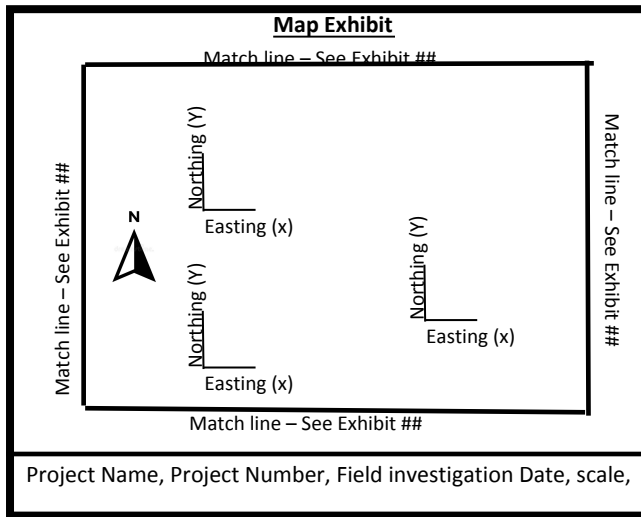 Map Exhibit
Match line – See Exhibit ##
Match line – See Exhibit ##
Northing (Y)
Easting (x)
Match line – See Exhibit ##
N
Northing (Y)
Easting (x)
Northing (Y)
Easting (x)
Match line – See Exhibit ##
Project Name, Project Number, Field investigation Date, scale,